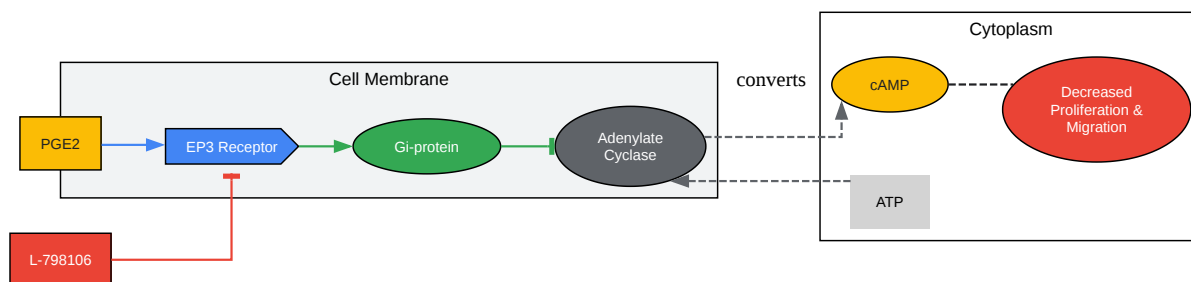 Cytoplasm
Cell Membrane
converts
cAMP
Decreased
Proliferation &
Migration
PGE2
EP3 Receptor
Gi-protein
Adenylate
Cyclase
ATP
L-798106